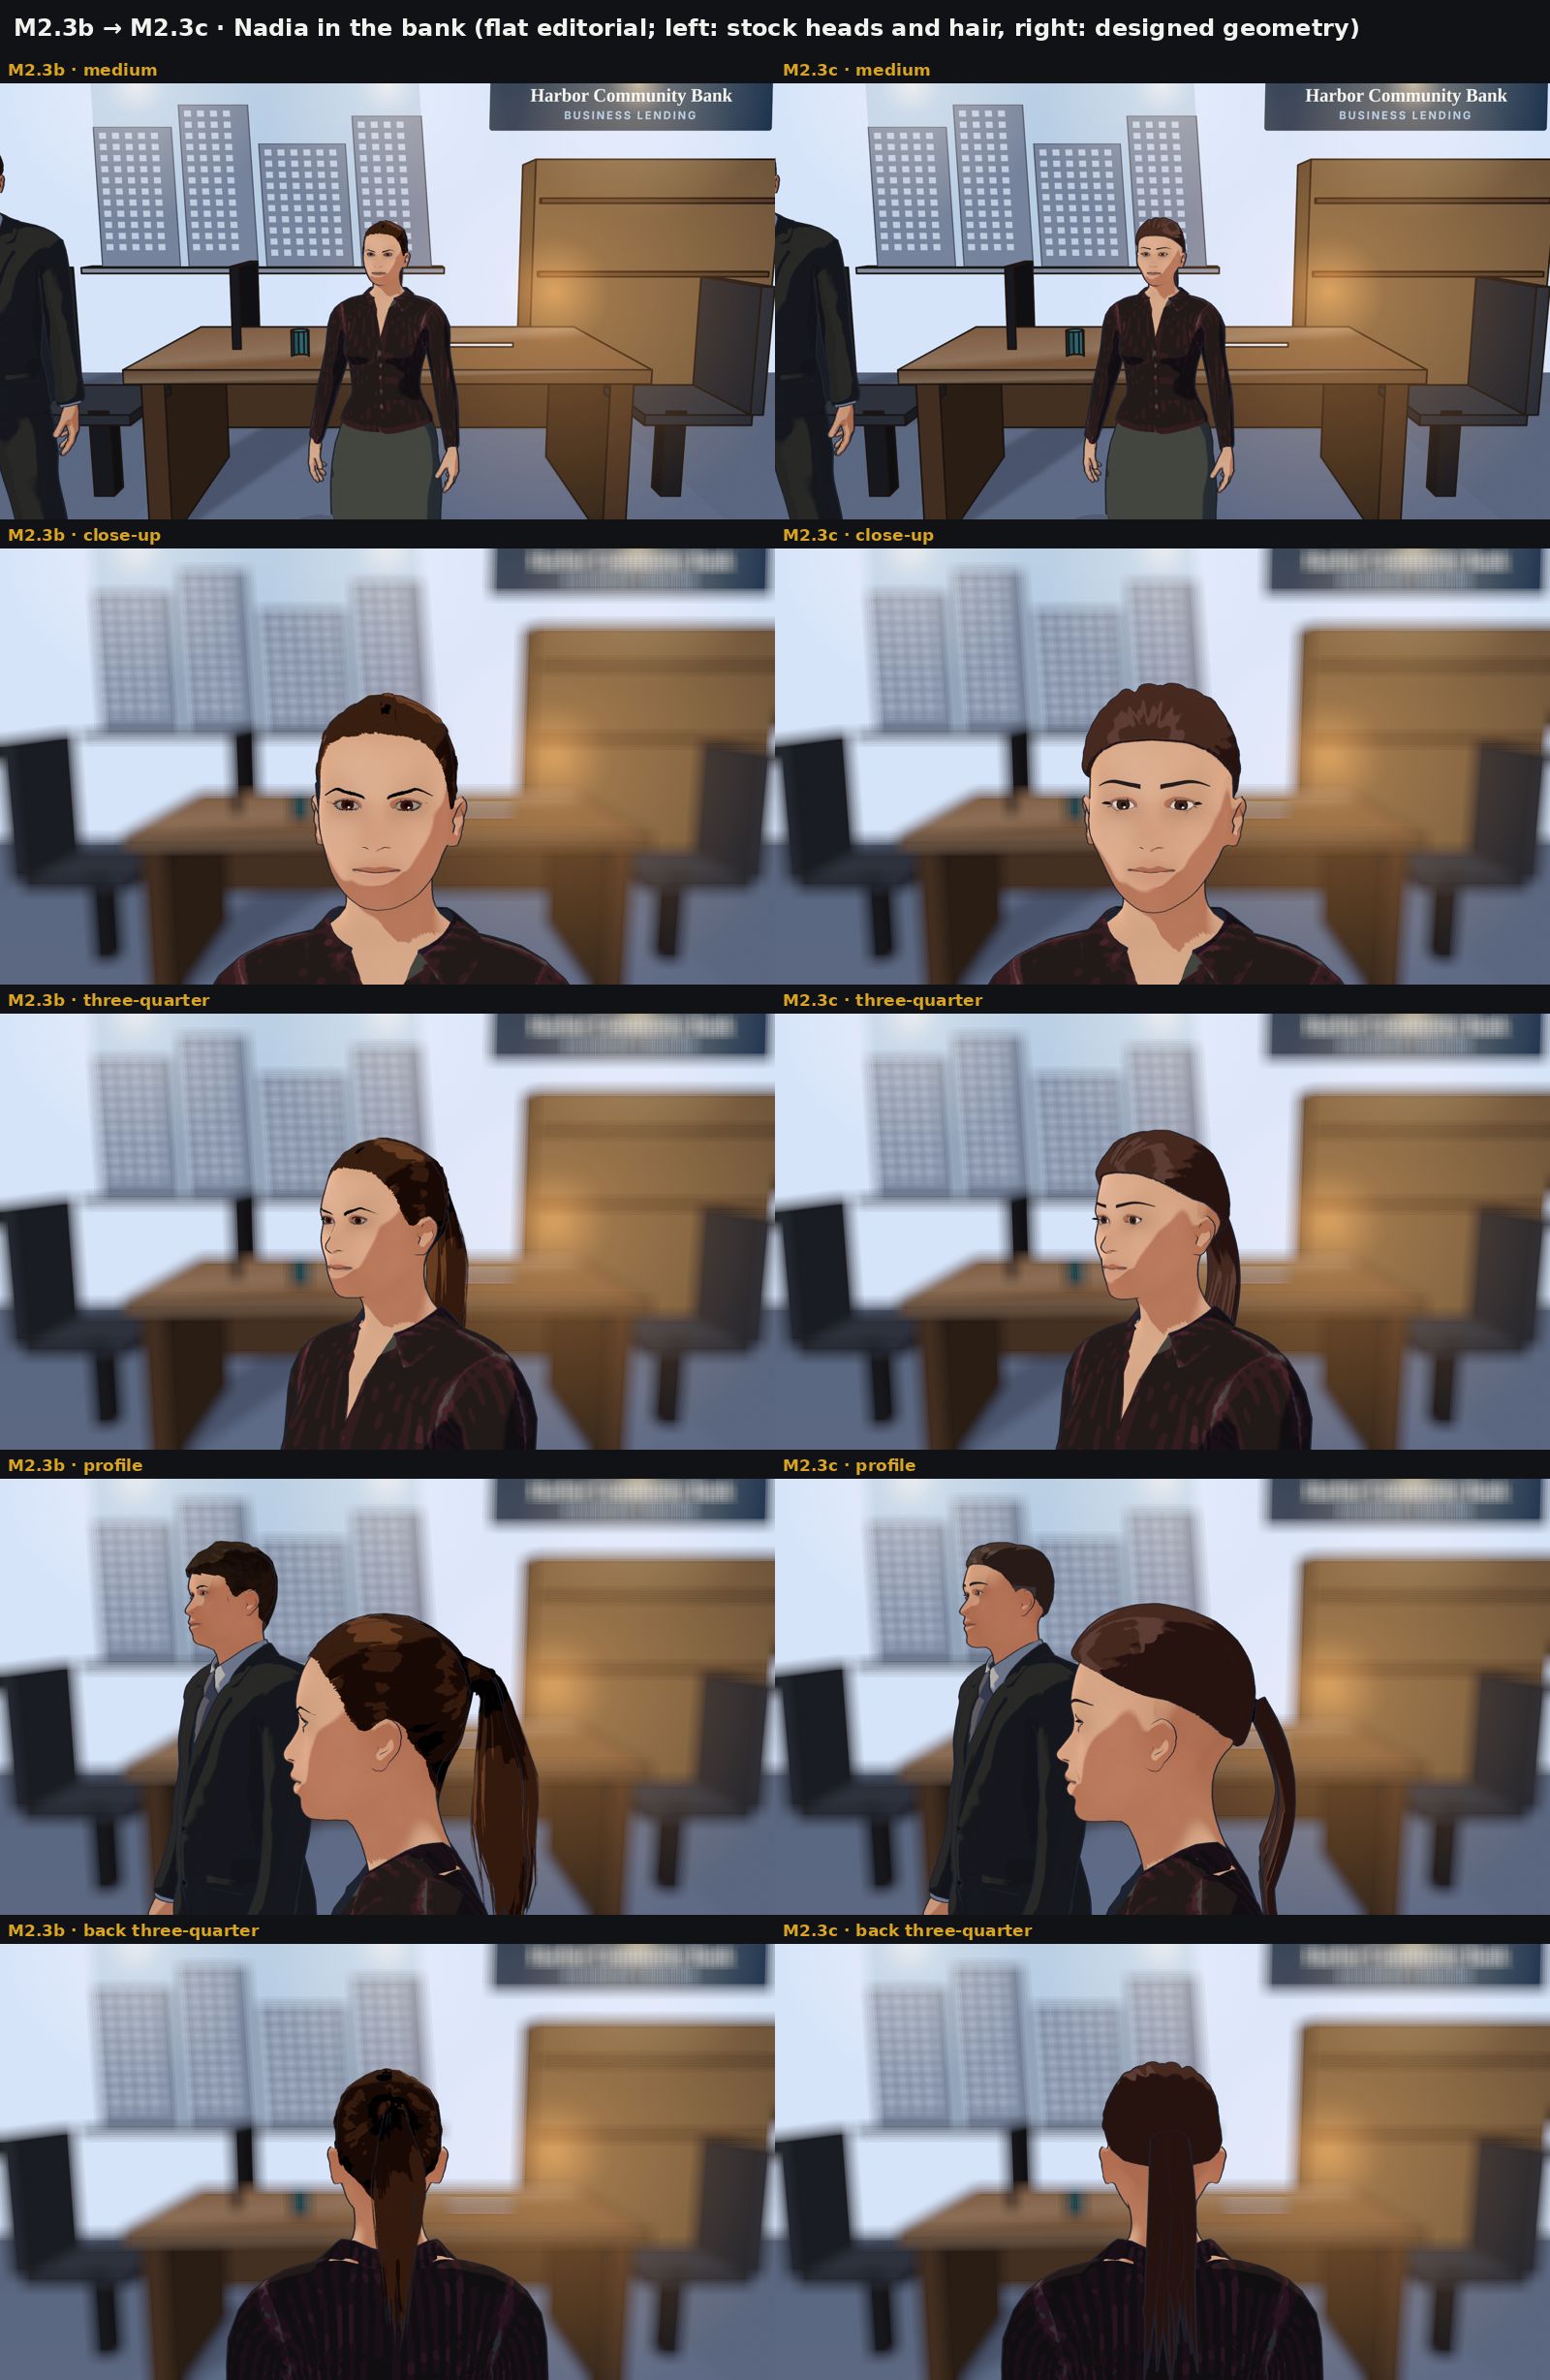 M2.3b → M2.3c · Nadia in the bank (flat editorial; left: stock heads and hair, right: designed geometry)
M2.3b · medium
M2.3c · medium
Harbor Community Bank
BUSINESS LENDING
Harbor Community Bank
BUSINESS LENDING
M2.3b · close-up
M2.3c · close-up
M2.3b · three-quarter
M2.3c · three-quarter
M2.3b · profile
M2.3c · profile
M2.3b · back three-quarter
M2.3c · back three-quarter